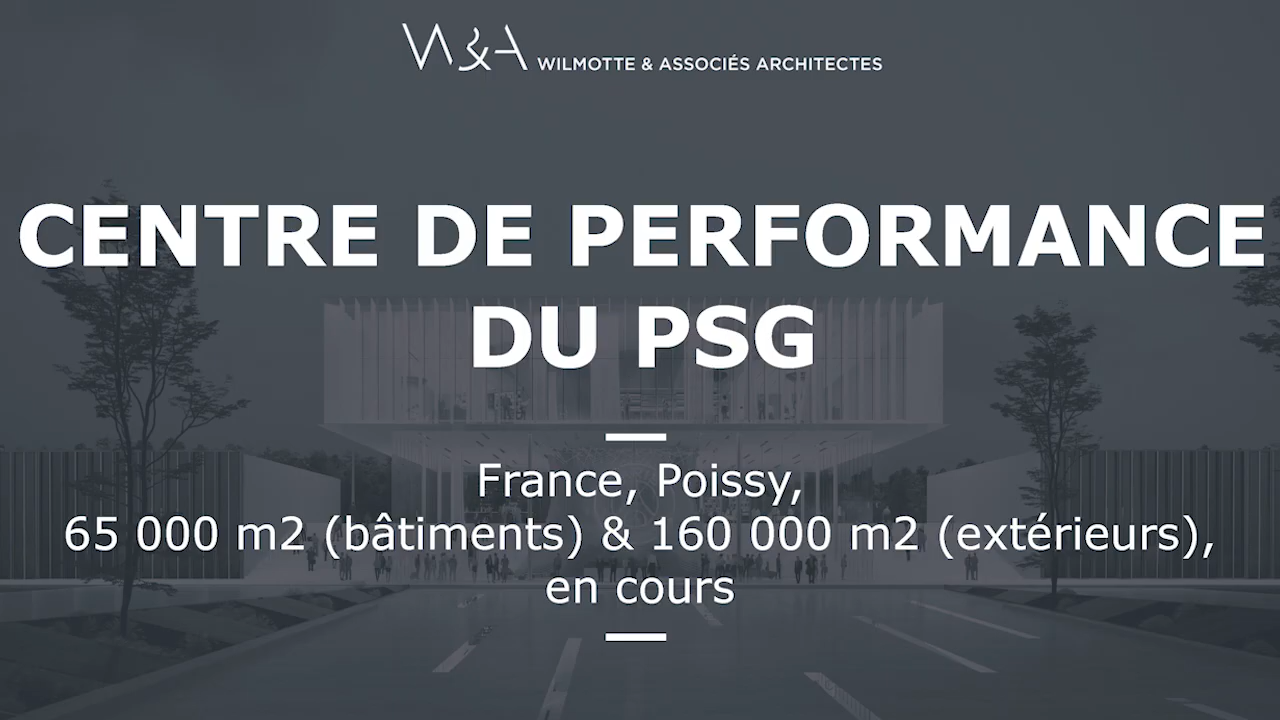 W&A WILMOTTE & ASSOCIÉS ARCHITECTES
CENTRE DE PERFORMANCE
DU PSG
France, Poissy,
65 000 m2 (bâtiments) & 160 000 m2 (extérieurs),
en cours